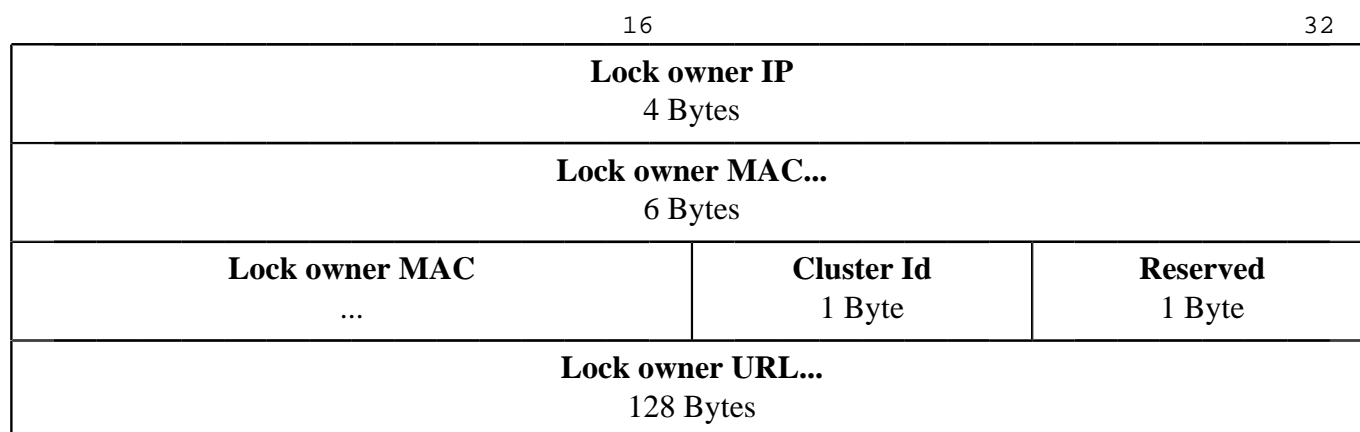 16 32
Lock owner IP
4 Bytes
Lock owner MAC...
6 Bytes
Lock owner MAC Cluster Id Reserved
... 1 Byte 1 Byte
Lock owner URL...
128 Bytes